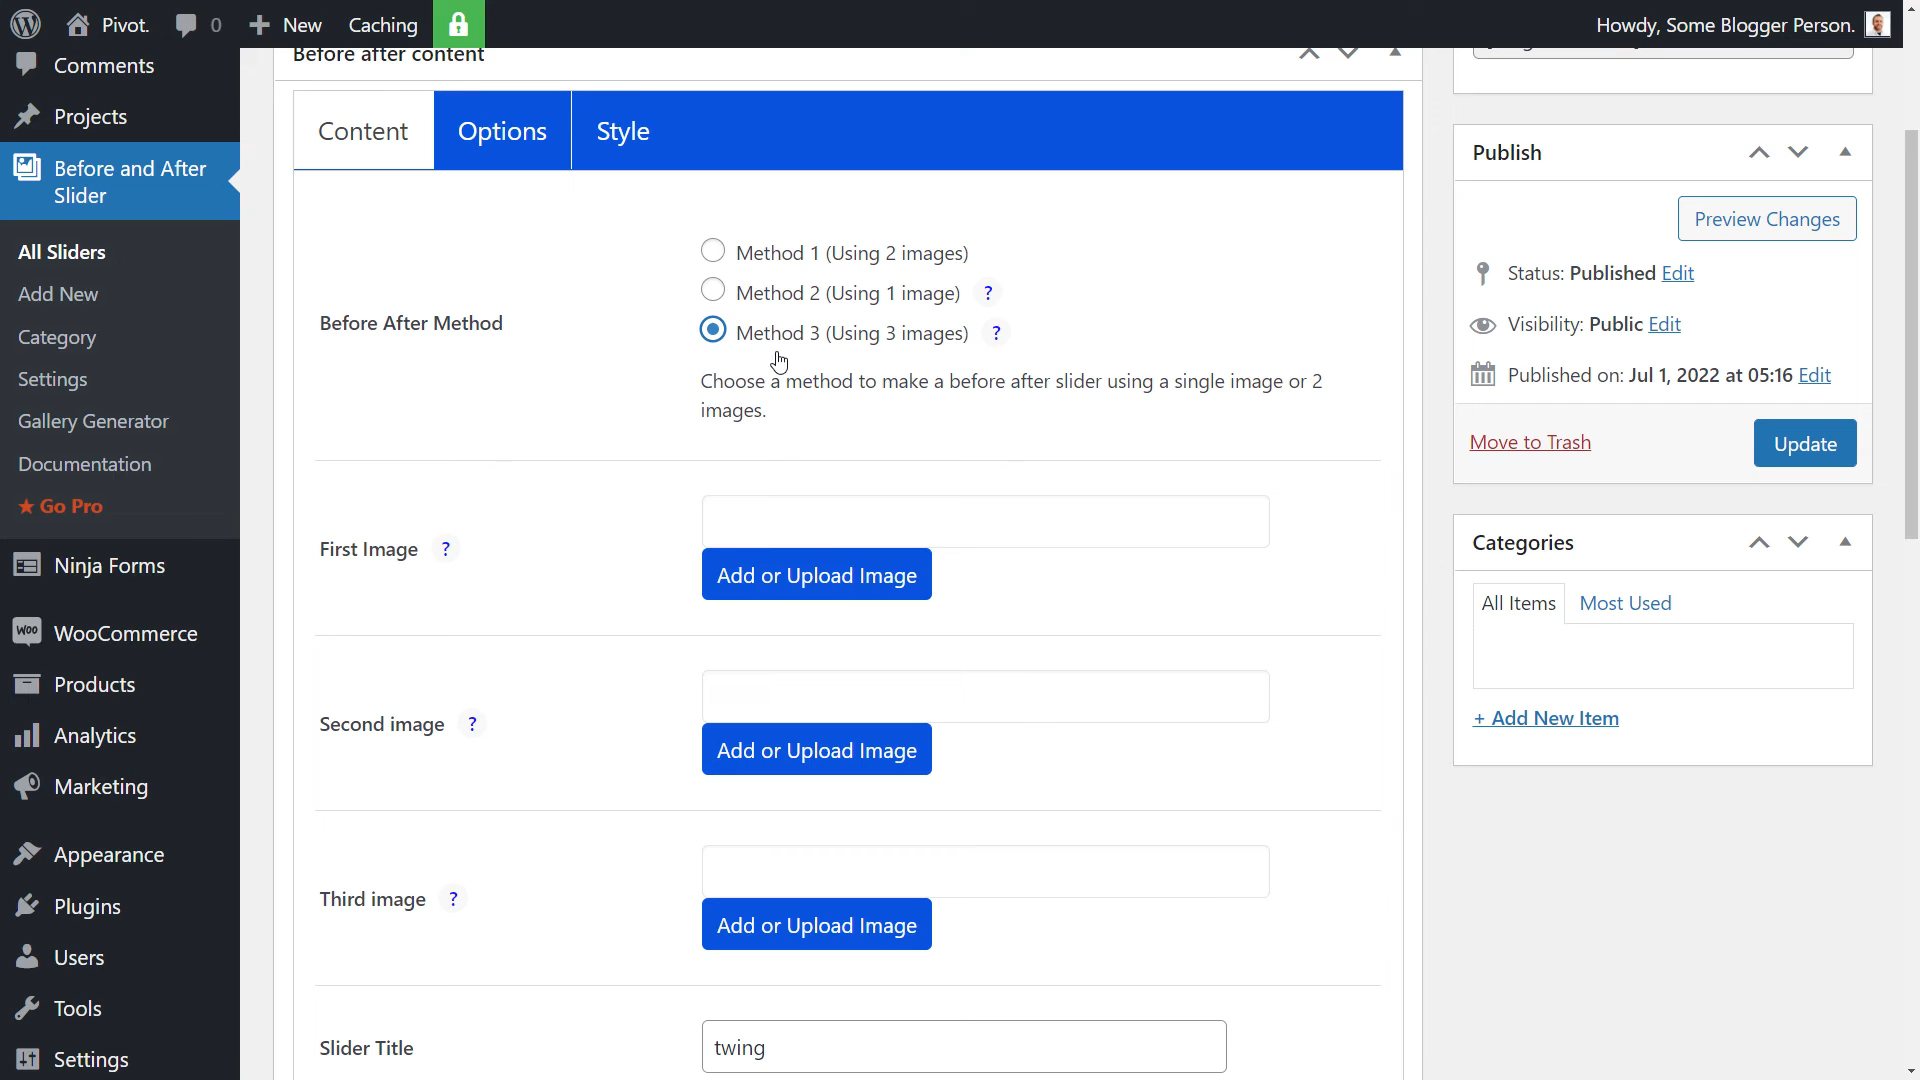 Pivot. 0 New Caching
Howdy, Some Blogger Person.
Comments
Projects
Before and After
Slider
All Sliders
Add New
Category
Settings
Gallery Generator
Documentation
★ Go Pro
Ninja Forms
WooCommerce
Products
Analytics
Marketing
Appearance
Plugins
Users
Tools
Settings
Before after content
Content Options Style
Before After Method
Method 1 (Using 2 images)
Method 2 (Using 1 image) ?
Method 3 (Using 3 images) ?
Choose a method to make a before after slider using a single image or 2
images.
First Image ?
Add or Upload Image
Second image ?
Add or Upload Image
Third image ?
Add or Upload Image
Slider Title
twing
Publish
Preview Changes
Status: Published Edit
Visibility: Public Edit
Published on: Jul 1, 2022 at 05:16 Edit
Move to Trash
Update
Categories
All Items Most Used
+ Add New Item